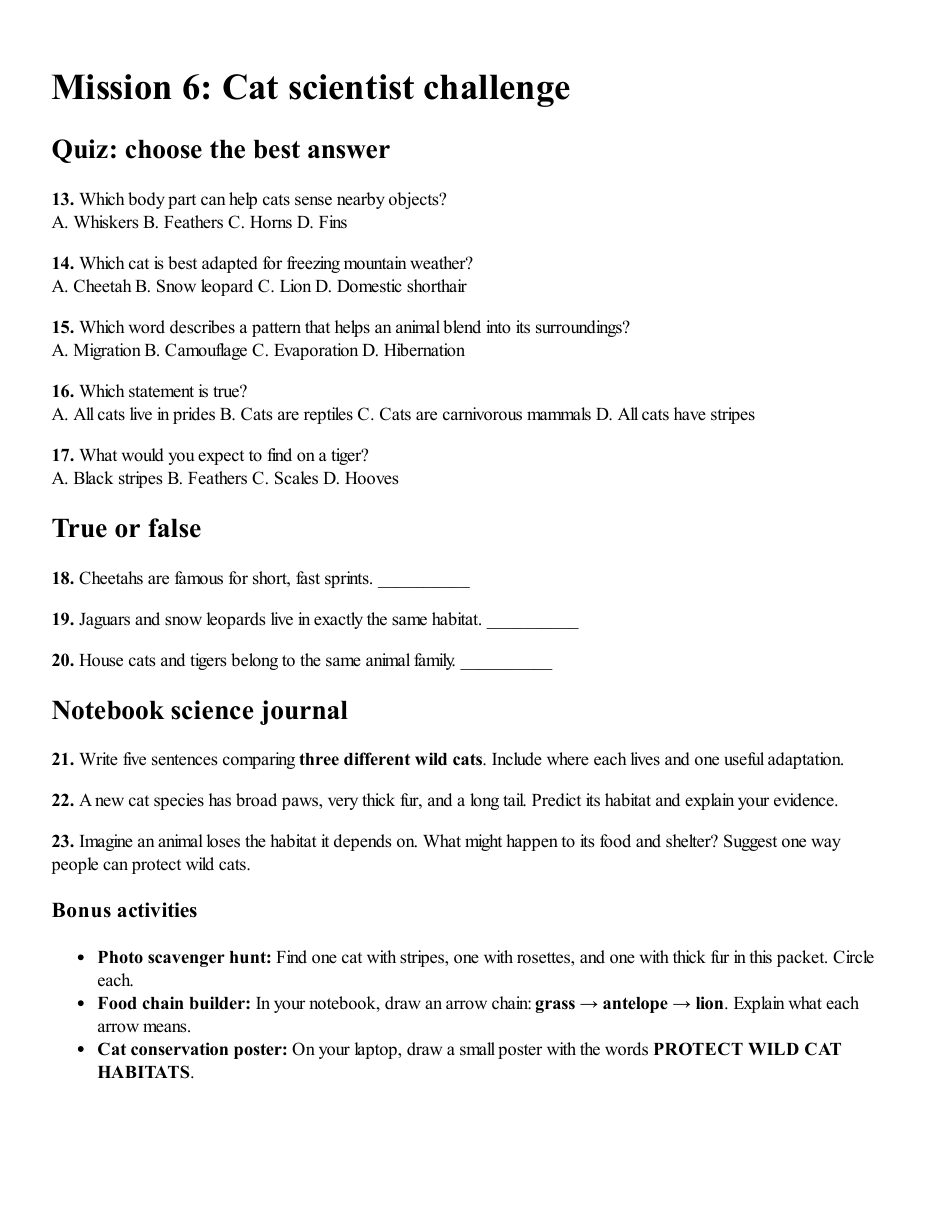 Mission 6: Cat scientist challenge
Quiz: choose the best answer
13. Which body part can help cats sense nearby objects?
A. Whiskers B. Feathers C. Horns D. Fins
14. Which cat is best adapted for freezing mountain weather?
A. Cheetah B. Snow leopard C. Lion D. Domestic shorthair
15. Which word describes a pattern that helps an animal blend into its surroundings?
A. Migration B. Camouflage C. Evaporation D. Hibernation
16. Which statement is true?
A. All cats live in prides B. Cats are reptiles C. Cats are carnivorous mammals D. All cats have stripes
17. What would you expect to find on a tiger?
A. Black stripes B. Feathers C. Scales D. Hooves
True or false
18. Cheetahs are famous for short, fast sprints. __________
19. Jaguars and snow leopards live in exactly the same habitat. __________
20. House cats and tigers belong to the same animal family. __________
Notebook science journal
21. Write five sentences comparing three different wild cats. Include where each lives and one useful adaptation.
22. A new cat species has broad paws, very thick fur, and a long tail. Predict its habitat and explain your evidence.
23. Imagine an animal loses the habitat it depends on. What might happen to its food and shelter? Suggest one way
people can protect wild cats.
Bonus activities
• Photo scavenger hunt: Find one cat with stripes, one with rosettes, and one with thick fur in this packet. Circle
each.
• Food chain builder: In your notebook, draw an arrow chain: grass → antelope → lion. Explain what each
arrow means.
• Cat conservation poster: On your laptop, draw a small poster with the words PROTECT WILD CAT
HABITATS.